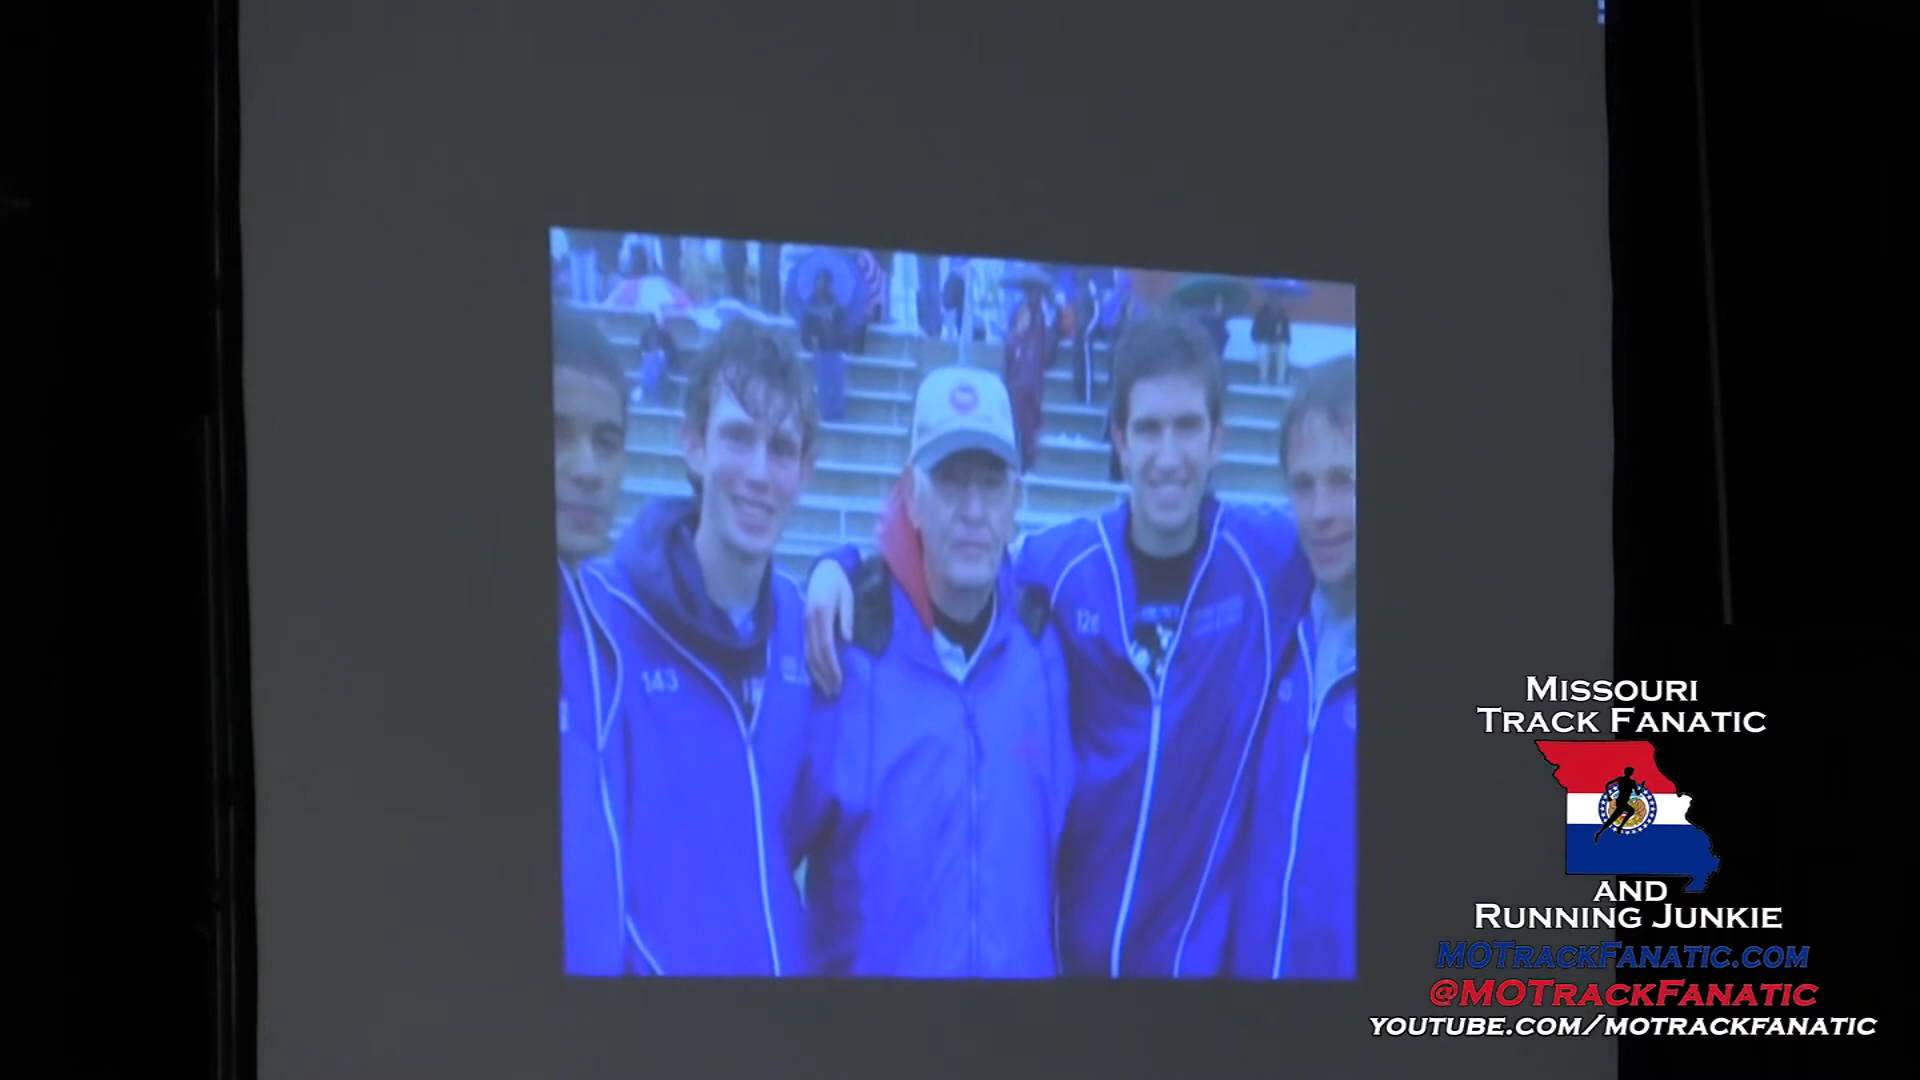 143
126
MISSOURI
TRACK FANATIC
AND
RUNNING JUNKIE
MOTRACKFANATIC.COM
@MOTRACKFANATIC
YOUTUBE.COM/MOTRACKFANATIC